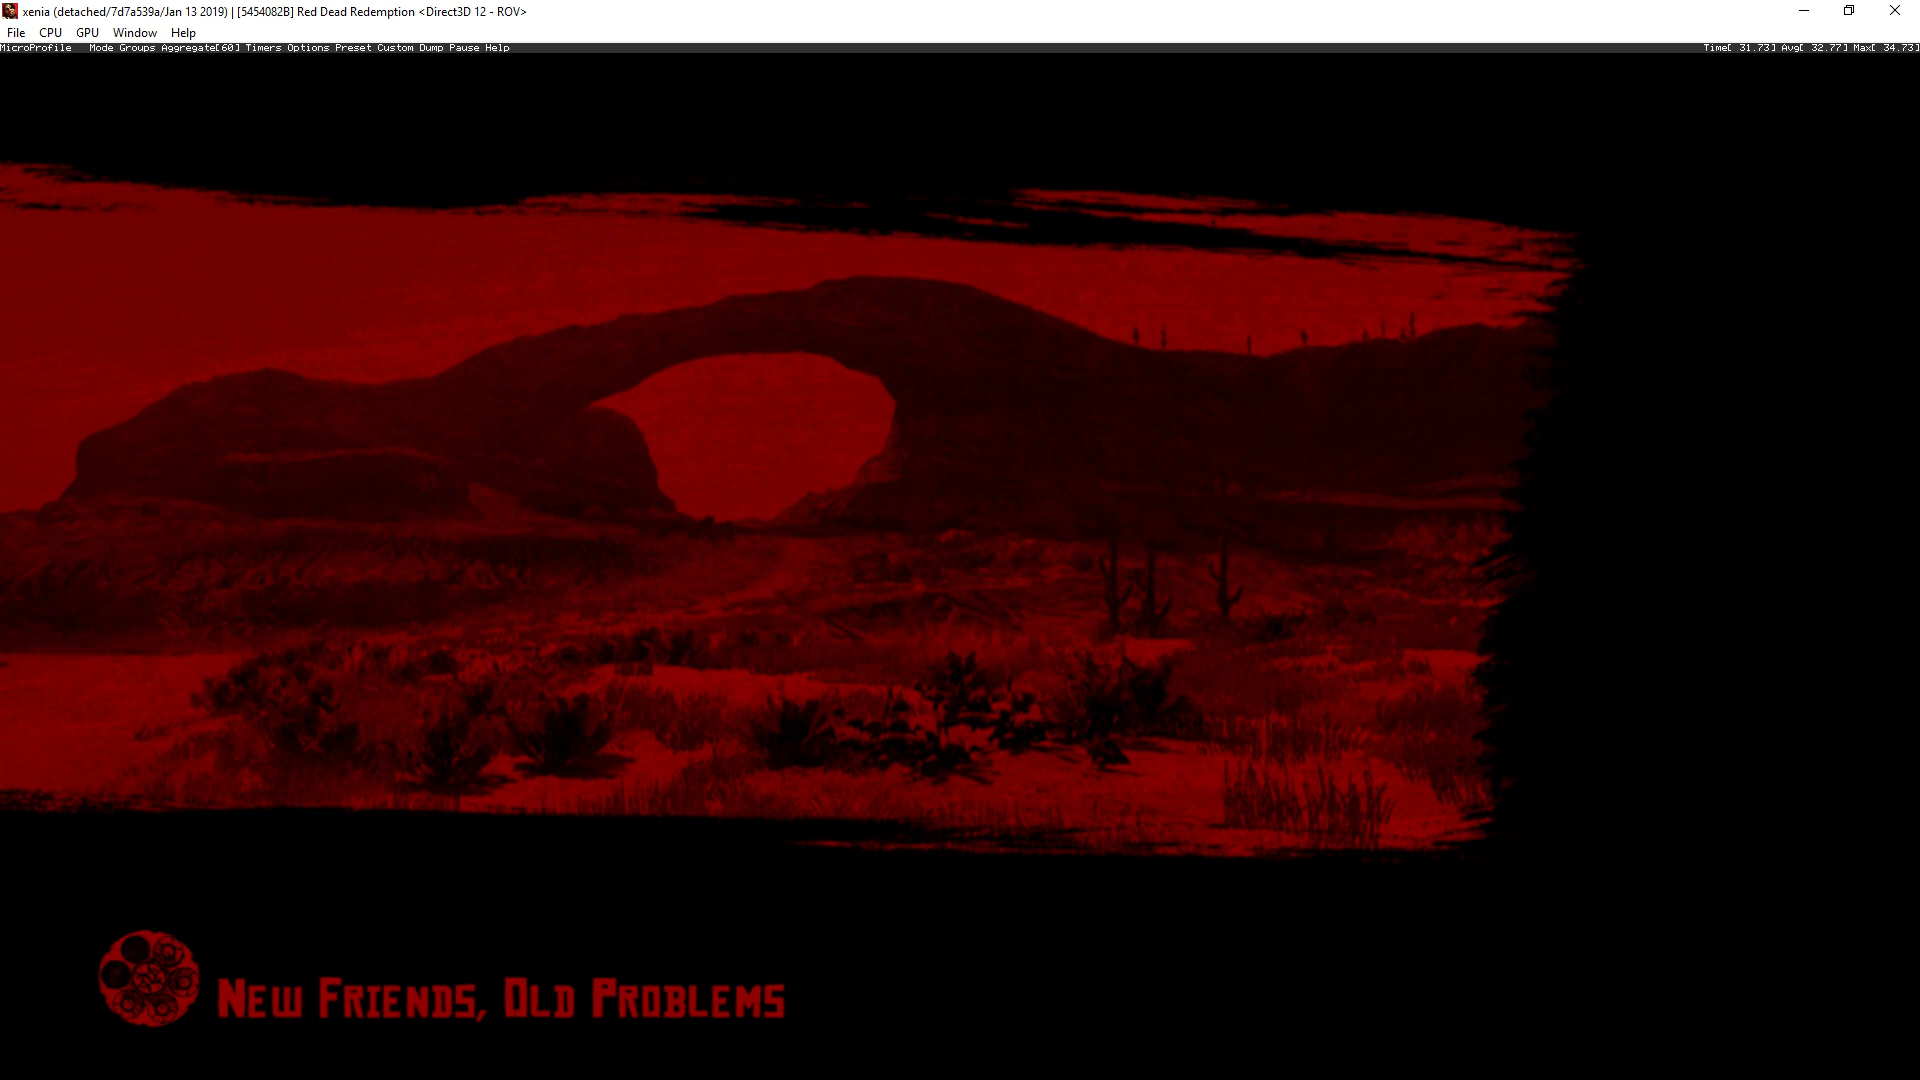 xenia (detached/7d7a539a/Jan 13 2019) | [5454082B] Red Dead Redemption <Direct3D 12 - ROV>
File CPU GPU Window Help
MicroProfile Mode Groups Aggregate[60] Timers Options Preset Custom Dump Pause Help Time[ 31.73] Avg[ 32.77] Max[ 34.73]
New Friends, Old Problems